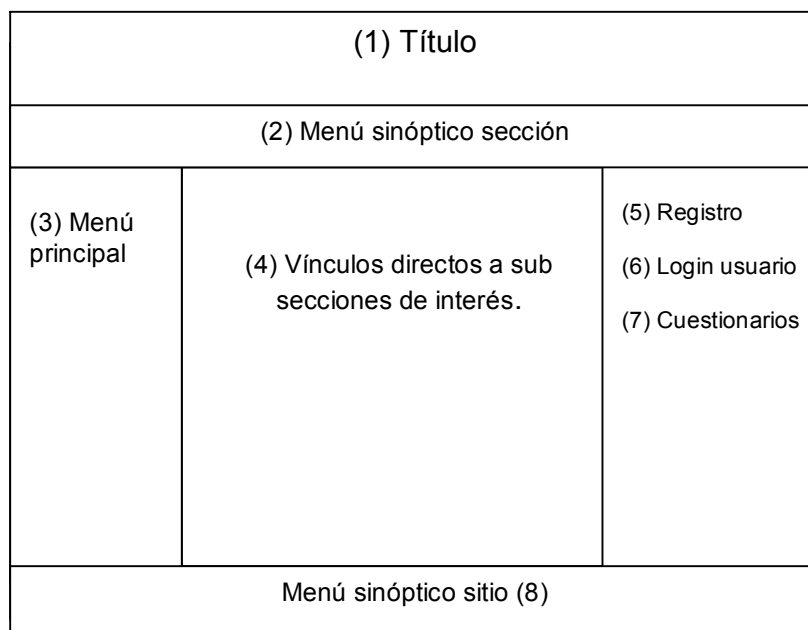 (1) Título
(2) Menú sinóptico sección
(3) Menú
principal
(4) Vínculos directos a sub
secciones de interés.
(5) Registro
(6) Login usuario
(7) Cuestionarios
Menú sinóptico sitio (8)